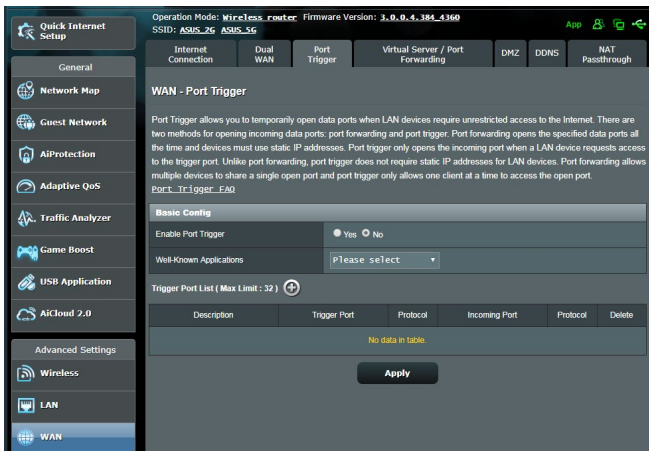 Quick Internet
Setup
General
Network Map
Guest Network
AiProtection
Adaptive QoS
Traffic Analyzer
Game Boost
USB Application
AiCloud 2.0
Advanced Settings
Wireless
LAN
WAN
Operation Mode: Wireless router Firmware Version: 3.0.0.4.384_4360
SSID: ASUS_2G ASUS_5G
App
Internet
Connection
Dual
WAN
Port
Trigger
Virtual Server / Port
Forwarding
DMZ
DDNS
NAT
Passthrough
WAN - Port Trigger
Port Trigger allows you to temporarily open data ports when LAN devices require unrestricted access to the Internet. There are
two methods for opening incoming data ports: port forwarding and port trigger. Port forwarding opens the specified data ports all
the time and devices must use static IP addresses. Port trigger only opens the incoming port when a LAN device requests access
to the trigger port. Unlike port forwarding, port trigger does not require static IP addresses for LAN devices. Port forwarding allows
multiple devices to share a single open port and port trigger only allows one client at a time to access the open port.
Port Trigger FAQ
Basic Config
Enable Port Trigger Yes No
Well-Known Applications Please select
Trigger Port List ( Max Limit : 32 )
Description Trigger Port Protocol Incoming Port Protocol Delete
No data in table.
Apply